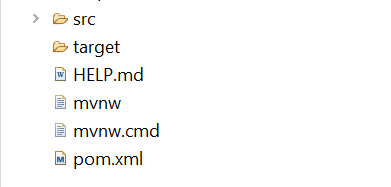 src
target
HELP.md
mvnw
mvnw.cmd
pom.xml